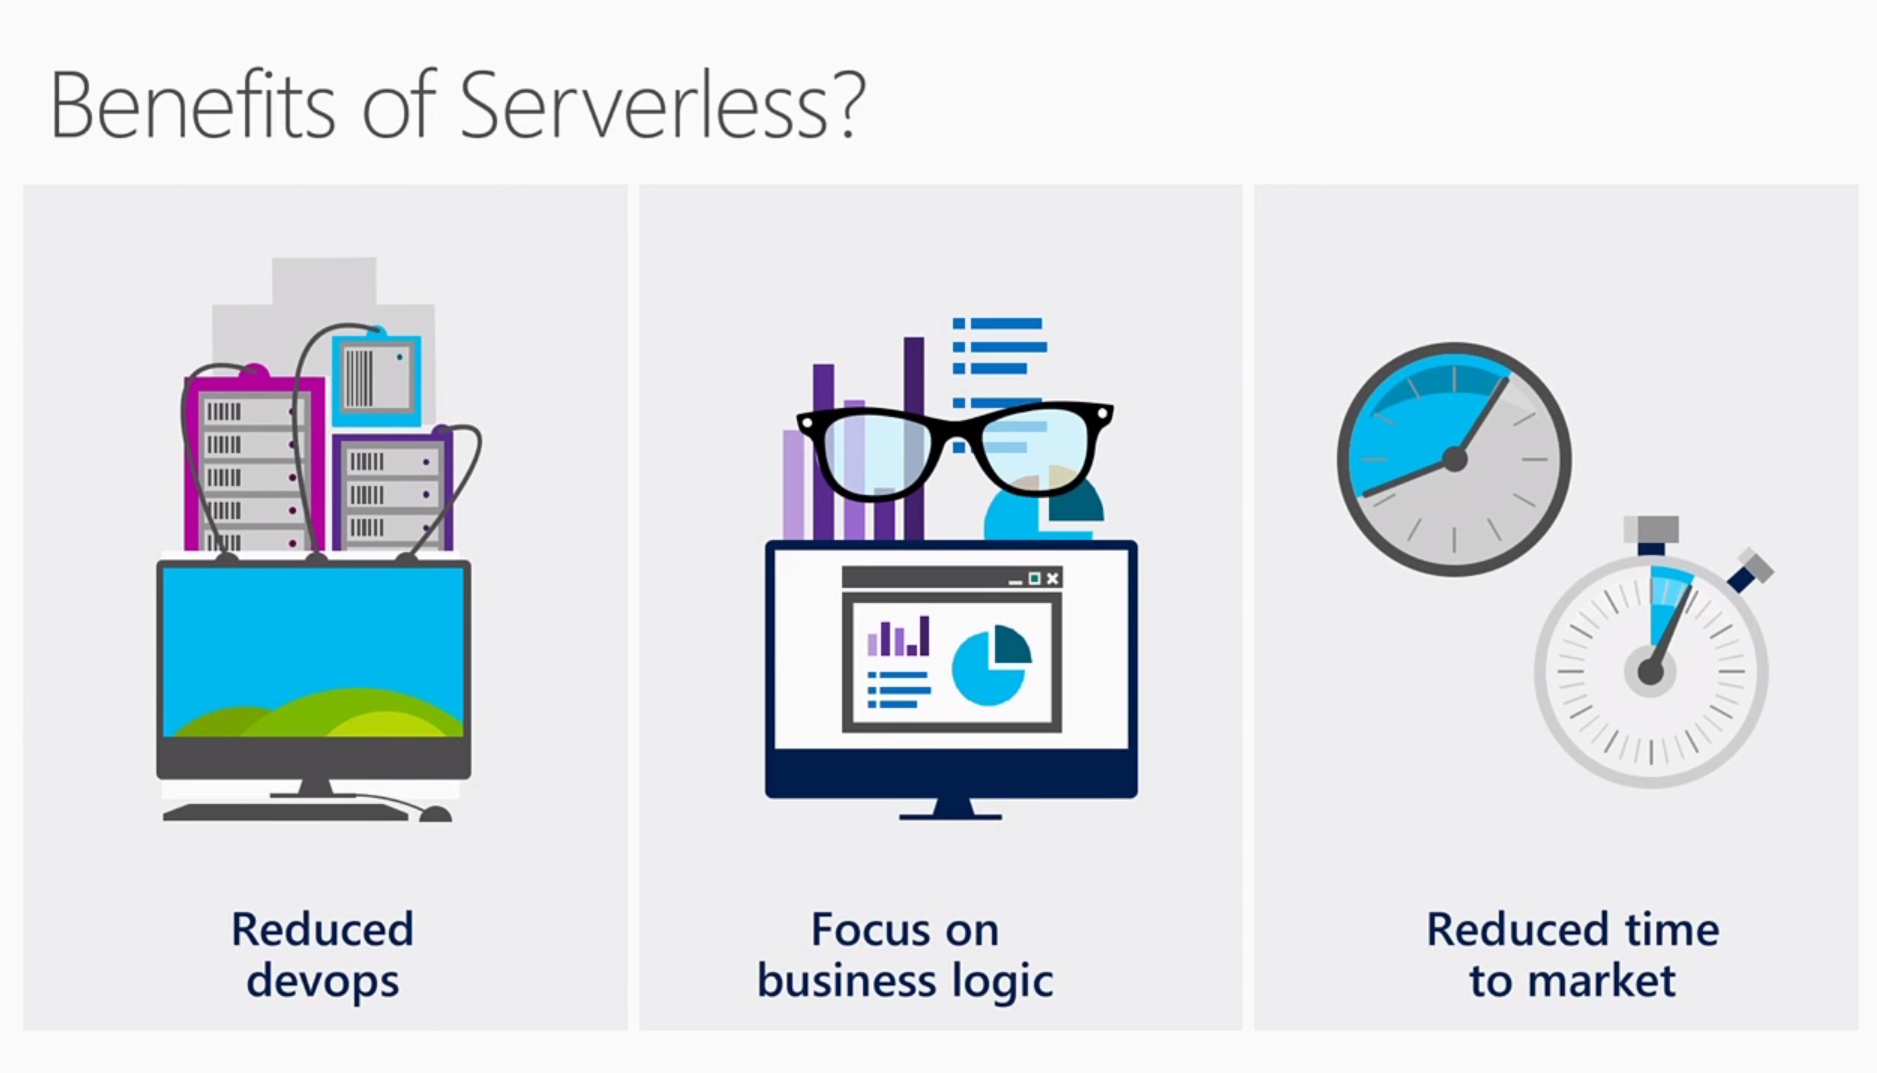 Benefits of Serverless?
Reduced
devops
Focus on
business logic
Reduced time
to market